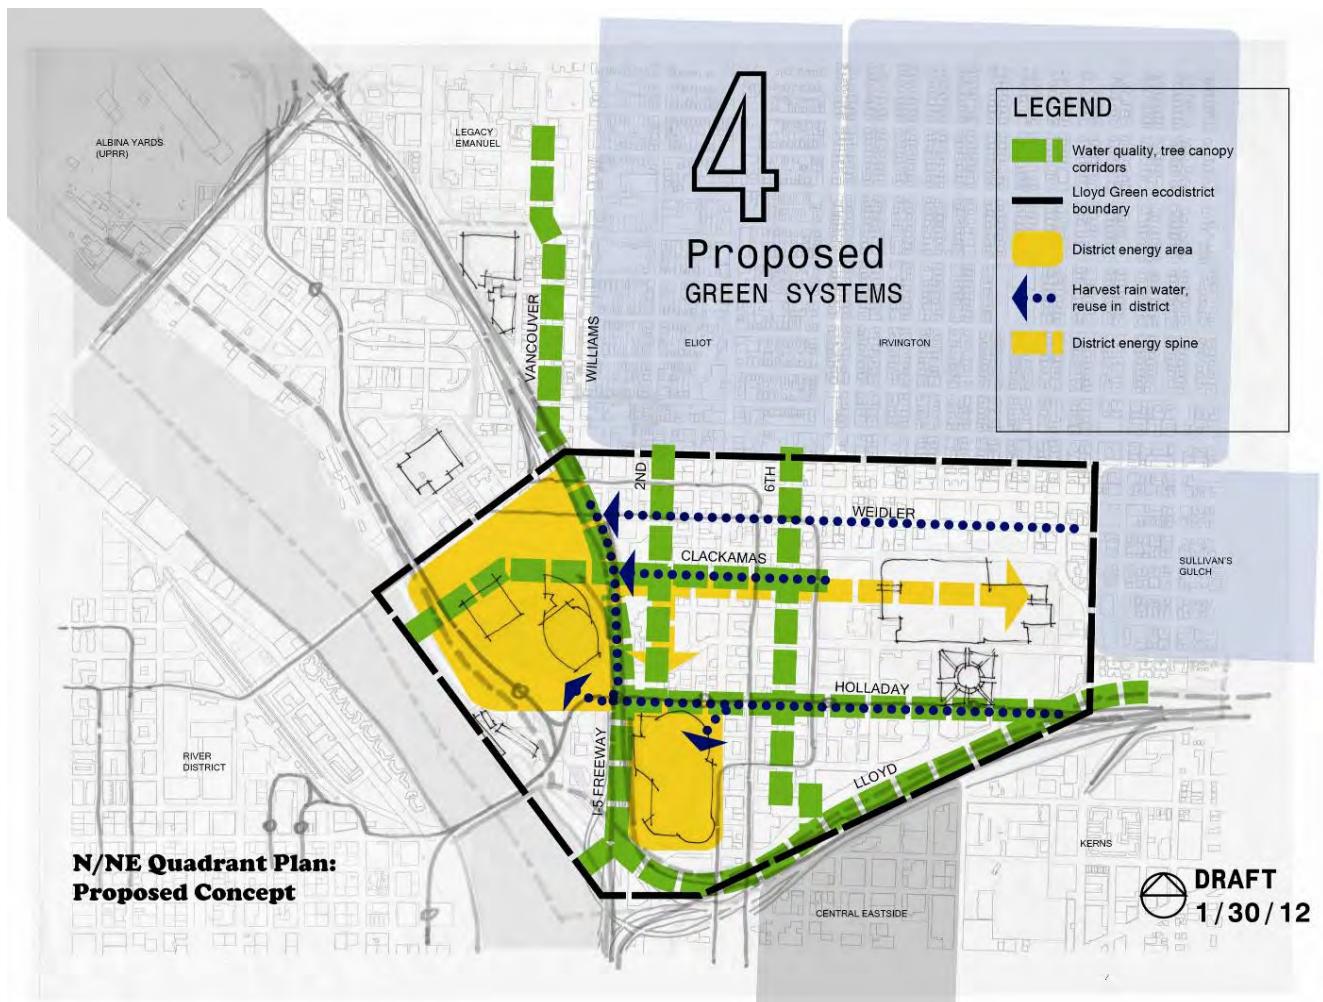 ALBINA YARDS
(UPRR)
LEGACY
EMANUEL
4
Proposed
GREEN SYSTEMS
LEGEND
Water quality, tree canopy
corridors
Lloyd Green ecodistrict
boundary
District energy area
Harvest rain water,
reuse in district
District energy spine
VANCOUVER
WILLIAMS
ELIOT
IRVINGTON
2ND
6TH
WEIDLER
CLACKAMAS
SULLIVAN'S
GULCH
HOLLADAY
I-5 FREEWAY
LLOYD
RIVER
DISTRICT
KERNS
CENTRAL EASTSIDE
N/NE Quadrant Plan:
Proposed Concept
DRAFT
1/30/12